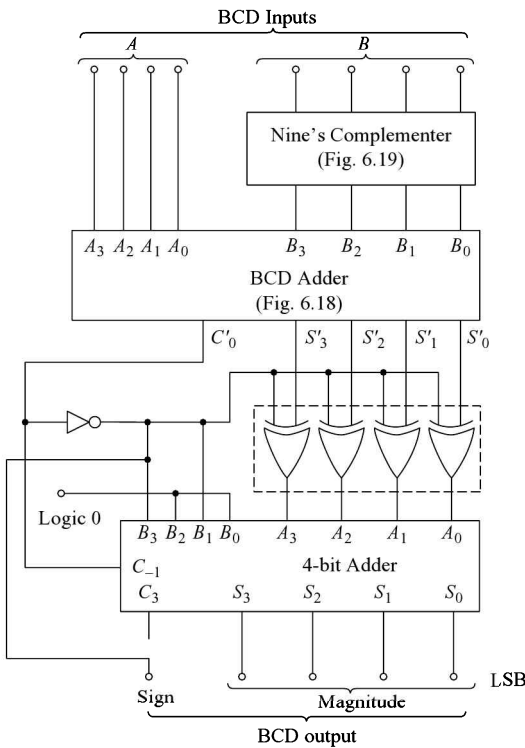 BCD Inputs
A B
Nine's Complementer
(Fig. 6.19)
A3 A2 A1 A0 B3 B2 B1 B0
BCD Adder
(Fig. 6.18)
C'0 S'3 S'2 S'1 S'0
Logic 0
B3 B2 B1 B0 A3 A2 A1 A0
C−1 4-bit Adder
C3 S3 S2 S1 S0
LSB
Sign Magnitude
BCD output